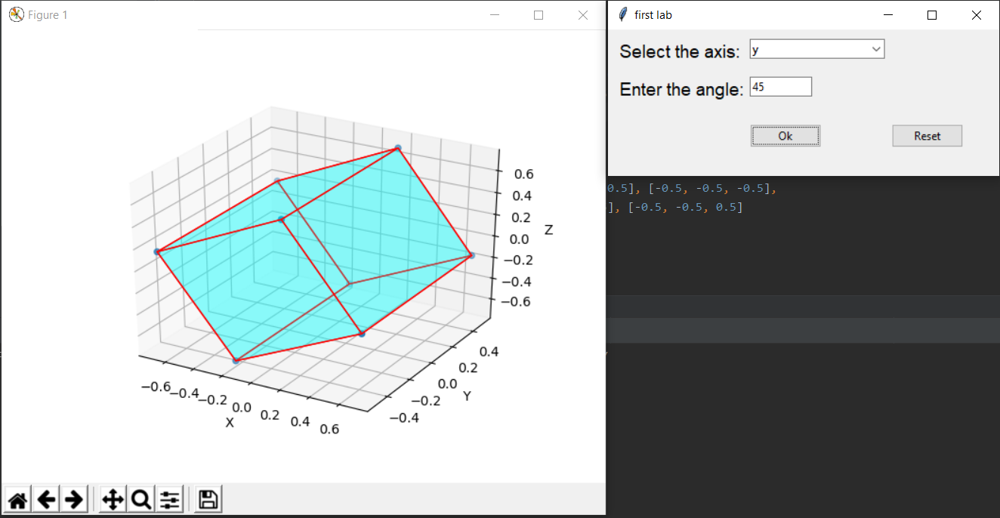 Figure 1
first lab
Select the axis: y
Enter the angle: 45
Ok Reset
0.5], [-0.5, -0.5, -0.5],
], [-0.5, -0.5, 0.5]
0.6
0.4
0.2
Z
0.0
−0.2
−0.4
−0.6
0.4
0.2
0.0
Y
−0.2
−0.4
−0.6
−0.4
−0.2
0.0
0.2
0.4
0.6
X